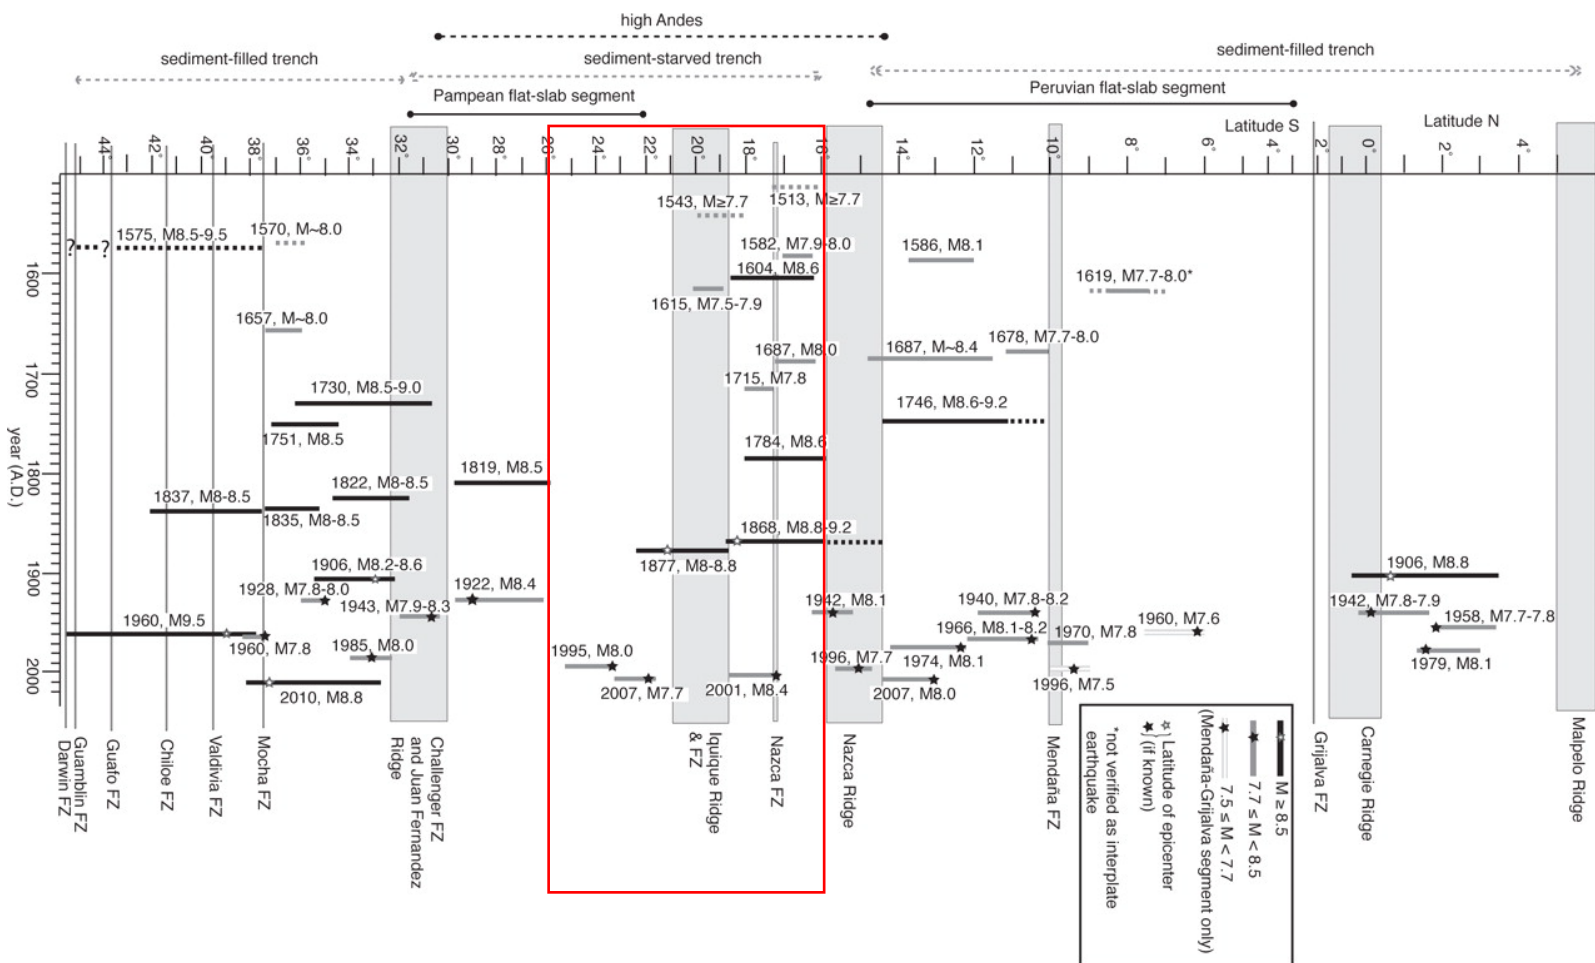 high Andes
sediment-filled trench
sediment-starved trench
sediment-filled trench
Pampean flat-slab segment
Peruvian flat-slab segment
Latitude S
Latitude N
44°
42°
40°
38°
36°
34°
32°
30°
26°
24°
22°
20°
18°
16°
14°
12°
10°
8°
6°
4°
2°
0°
2°
4°
1543, M≥7.7
1513, M≥7.7
1575, M8.5-9.5
1570, M~8.0
? ?
1582, M7.9-8.0
1586, M8.1
1604, M8.6
1619, M7.7-8.0*
1615, M7.5-7.9
1657, M~8.0
1687, M8.0
1687, M~8.4
1678, M7.7-8.0
1715, M7.8
1730, M8.5-9.0
1746, M8.6-9.2
1751, M8.5
1784, M8.6
1819, M8.5
1822, M8-8.5
1837, M8-8.5
1835, M8-8.5
1868, M8.8-9.2
1877, M8-8.8
1906, M8.2-8.6
1906, M8.8
1928, M7.8-8.0
1922, M8.4
1943, M7.9-8.3
1942, M8.1
1940, M7.8-8.2
1942, M7.8-7.9
1960, M9.5
1960, M7.8
1966, M8.1-8.2
1970, M7.8
1960, M7.6
1958, M7.7-7.8
1985, M8.0
1995, M8.0
1996, M7.7
1974, M8.1
1979, M8.1
2010, M8.8
2007, M7.7
2001, M8.4
2007, M8.0
1996, M7.5
year (A.D.)
1600
1700
1800
1900
2000
Darwin FZ
Guamblin FZ
Guafo FZ
Chiloe FZ
Valdivia FZ
Mocha FZ
Challenger FZ
and Juan Fernandez
Ridge
Iquique Ridge
& FZ
Nazca FZ
Nazca Ridge
Mendaña FZ
Grijalva FZ
Carnegie Ridge
Malpelo Ridge
M ≥ 8.5
7.7 ≤ M < 8.5
7.5 ≤ M < 7.7
(Mendaña-Grijalva segment only)
Latitude of epicenter
(if known)
*not verified as interplate
earthquake